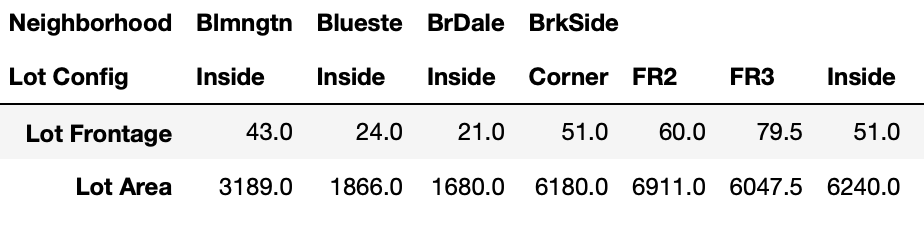 Neighborhood Blmngtn Blueste BrDale BrkSide
Lot Config Inside Inside Inside Corner FR2 FR3 Inside
Lot Frontage 43.0 24.0 21.0 51.0 60.0 79.5 51.0
Lot Area 3189.0 1866.0 1680.0 6180.0 6911.0 6047.5 6240.0